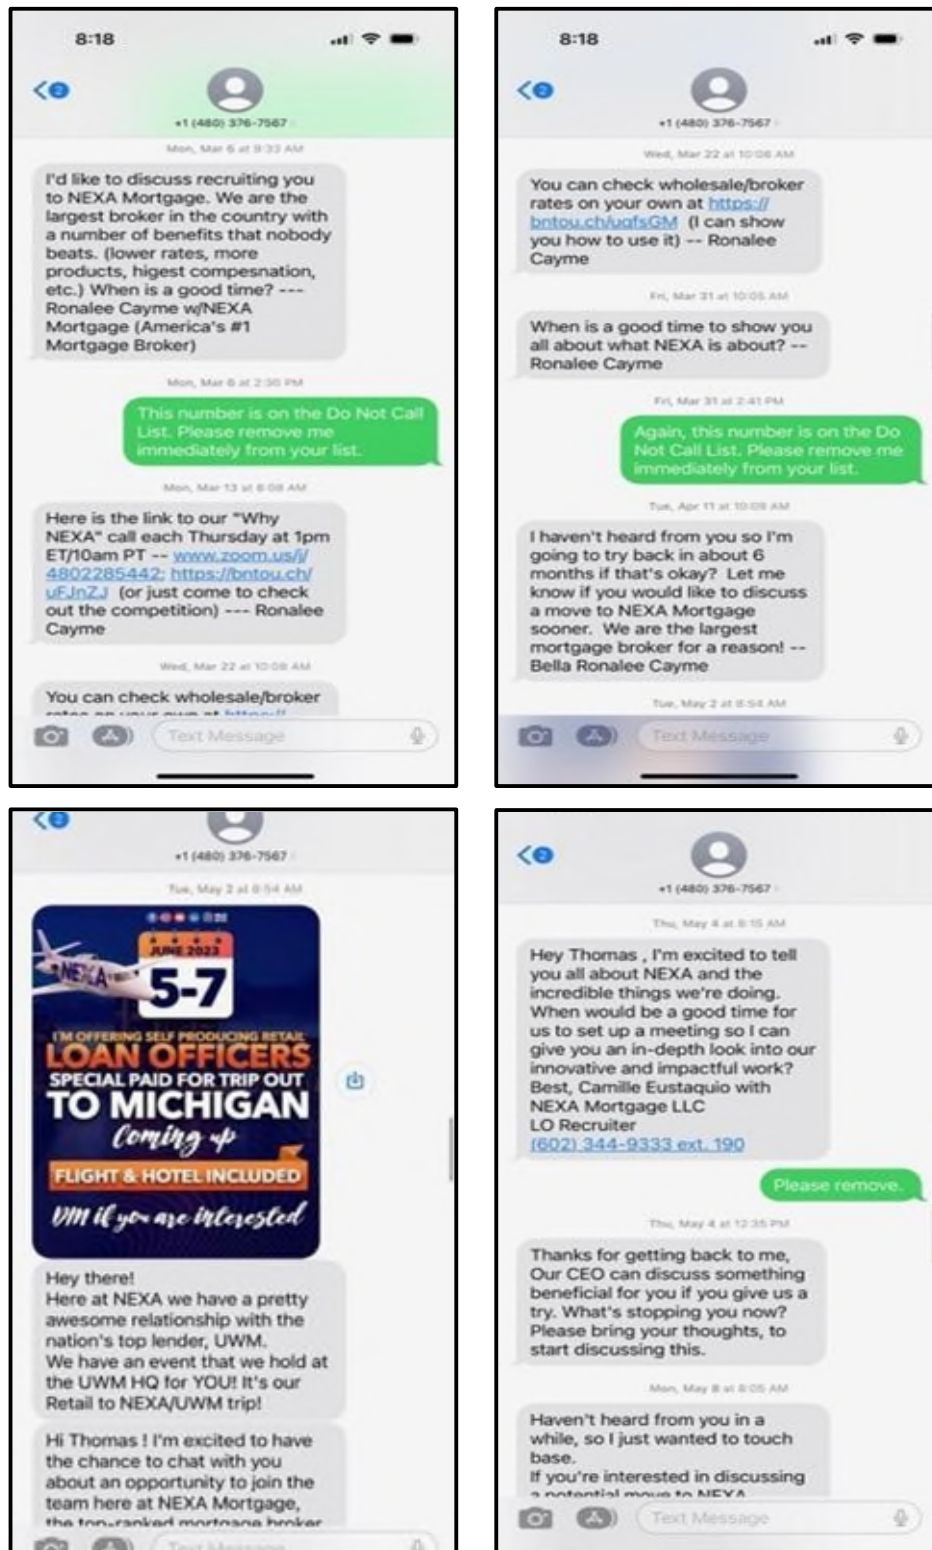 8:18
2
+1 (480) 376-7567
Mon, Mar 6 at 9:33 AM
I'd like to discuss recruiting you
to NEXA Mortgage. We are the
largest broker in the country with
a number of benefits that nobody
beats. (lower rates, more
products, higest compesnation,
etc.) When is a good time? ---
Ronalee Cayme w/NEXA
Mortgage (America's #1
Mortgage Broker)
Mon, Mar 6 at 2:30 PM
This number is on the Do Not Call
List. Please remove me
immediately from your list.
Mon, Mar 13 at 6:08 AM
Here is the link to our "Why
NEXA" call each Thursday at 1pm
ET/10am PT -- www.zoom.us/j/
4802285442; https://bntou.ch/
uFJnZJ (or just come to check
out the competition) --- Ronalee
Cayme
Wed, Mar 22 at 10:08 AM
You can check wholesale/broker
rates on your own at https://
Text Message
8:18
2
+1 (480) 376-7567
Wed, Mar 22 at 10:08 AM
You can check wholesale/broker
rates on your own at https://
bntou.ch/uqfsGM (I can show
you how to use it) -- Ronalee
Cayme
Fri, Mar 31 at 10:05 AM
When is a good time to show you
all about what NEXA is about? --
Ronalee Cayme
Fri, Mar 31 at 2:41 PM
Again, this number is on the Do
Not Call List. Please remove me
immediately from your list.
Tue, Apr 11 at 10:09 AM
I haven't heard from you so I'm
going to try back in about 6
months if that's okay? Let me
know if you would like to discuss
a move to NEXA Mortgage
sooner. We are the largest
mortgage broker for a reason! --
Bella Ronalee Cayme
Tue, May 2 at 8:54 AM
Text Message
2
+1 (480) 376-7567
Tue, May 2 at 8:54 AM
JUNE 2023
NEXA
5-7
I'M OFFERING SELF PRODUCING RETAIL
LOAN OFFICERS
SPECIAL PAID FOR TRIP OUT
TO MICHIGAN
Coming up
FLIGHT & HOTEL INCLUDED
DM if you are interested
Hey there!
Here at NEXA we have a pretty
awesome relationship with the
nation's top lender, UWM.
We have an event that we hold at
the UWM HQ for YOU! It's our
Retail to NEXA/UWM trip!
Hi Thomas ! I'm excited to have
the chance to chat with you
about an opportunity to join the
team here at NEXA Mortgage,
the top-ranked mortgage broker
Text Message
2
+1 (480) 376-7567
Thu, May 4 at 8:15 AM
Hey Thomas , I'm excited to tell
you all about NEXA and the
incredible things we're doing.
When would be a good time for
us to set up a meeting so I can
give you an in-depth look into our
innovative and impactful work?
Best, Camille Eustaquio with
NEXA Mortgage LLC
LO Recruiter
(602) 344-9333 ext. 190
Please remove.
Thu, May 4 at 12:35 PM
Thanks for getting back to me,
Our CEO can discuss something
beneficial for you if you give us a
try. What's stopping you now?
Please bring your thoughts, to
start discussing this.
Mon, May 8 at 8:05 AM
Haven't heard from you in a
while, so I just wanted to touch
base.
If you're interested in discussing
a potential move to NEXA
Text Message